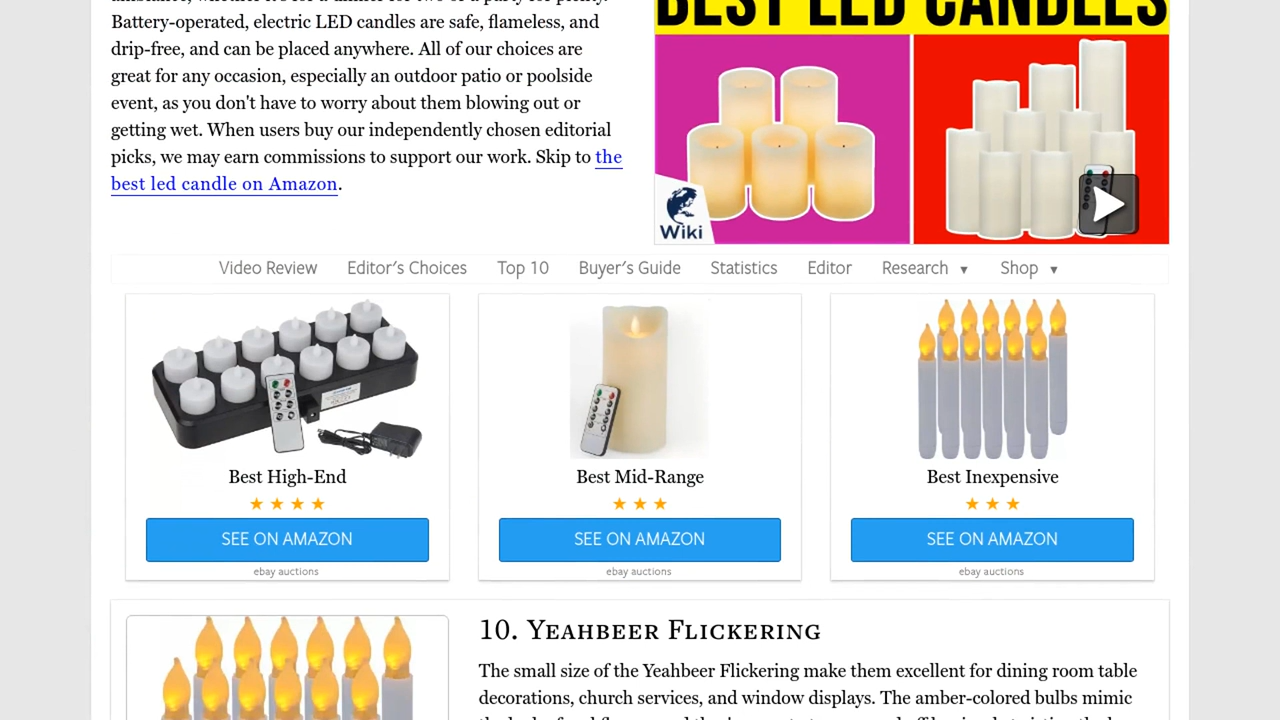 Battery-operated, electric LED candles are safe, flameless, and
drip-free, and can be placed anywhere. All of our choices are
great for any occasion, especially an outdoor patio or poolside
event, as you don't have to worry about them blowing out or
getting wet. When users buy our independently chosen editorial
picks, we may earn commissions to support our work. Skip to the
best led candle on Amazon.
BEST LED CANDLES
Wiki
Video Review Editor's Choices Top 10 Buyer's Guide Statistics Editor Research ▼ Shop ▼
Best High-End
SEE ON AMAZON
ebay auctions
Best Mid-Range
SEE ON AMAZON
ebay auctions
Best Inexpensive
SEE ON AMAZON
ebay auctions
10. Yeahbeer Flickering
The small size of the Yeahbeer Flickering make them excellent for dining room table
decorations, church services, and window displays. The amber-colored bulbs mimic